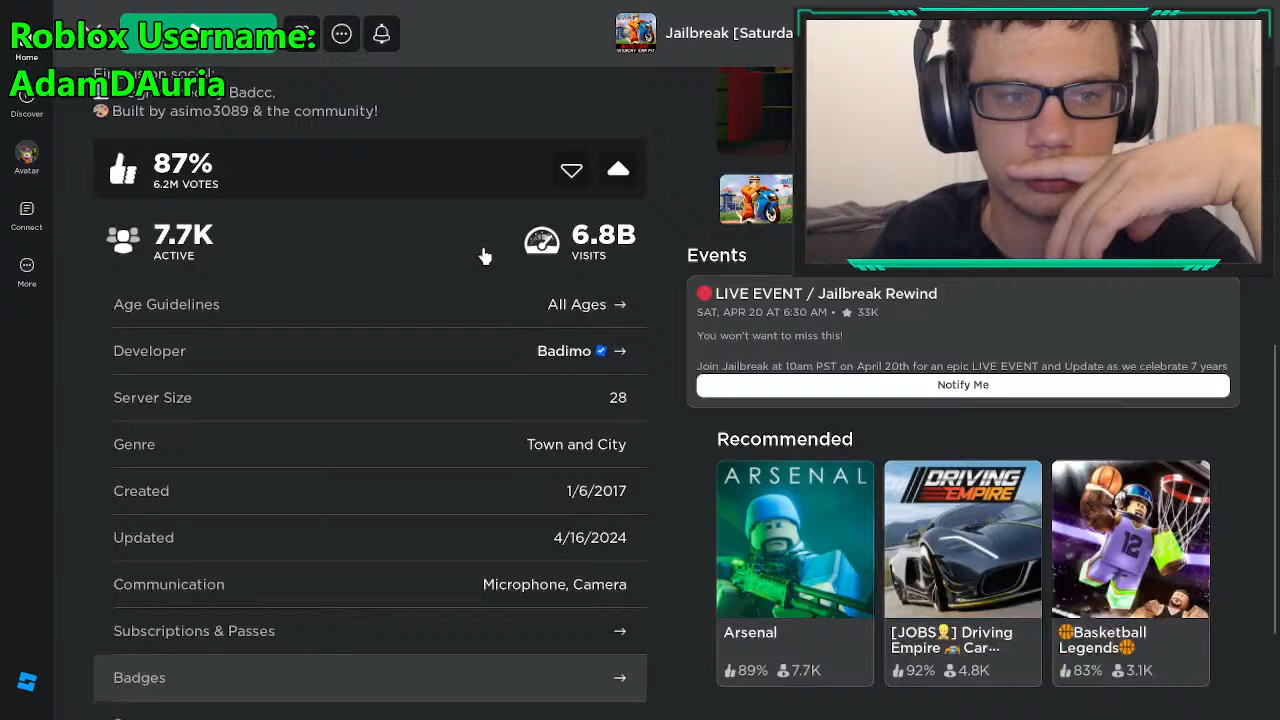 Roblox Username:
AdamDAuria
Home
Discover
Avatar
Connect
More
Jailbreak [Saturda
Badcc.
🎨 Built by asimo3089 & the community!
87%
6.2M VOTES
7.7K
ACTIVE
6.8B
VISITS
Age Guidelines All Ages →
Developer Badimo →
Server Size 28
Genre Town and City
Created 1/6/2017
Updated 4/16/2024
Communication Microphone, Camera
Subscriptions & Passes →
Badges →
Events
🔴 LIVE EVENT / Jailbreak Rewind
SAT, APR 20 AT 6:30 AM • ★ 33K
You won't want to miss this!
Join Jailbreak at 10am PST on April 20th for an epic LIVE EVENT and Update as we celebrate 7 years
Notify Me
Recommended
ARSENAL
DRIVING
EMPIRE
12
Arsenal
89% 7.7K
[JOBS👷] Driving
Empire 🚗 Car...
92% 4.8K
🏀Basketball
Legends🏀
83% 3.1K